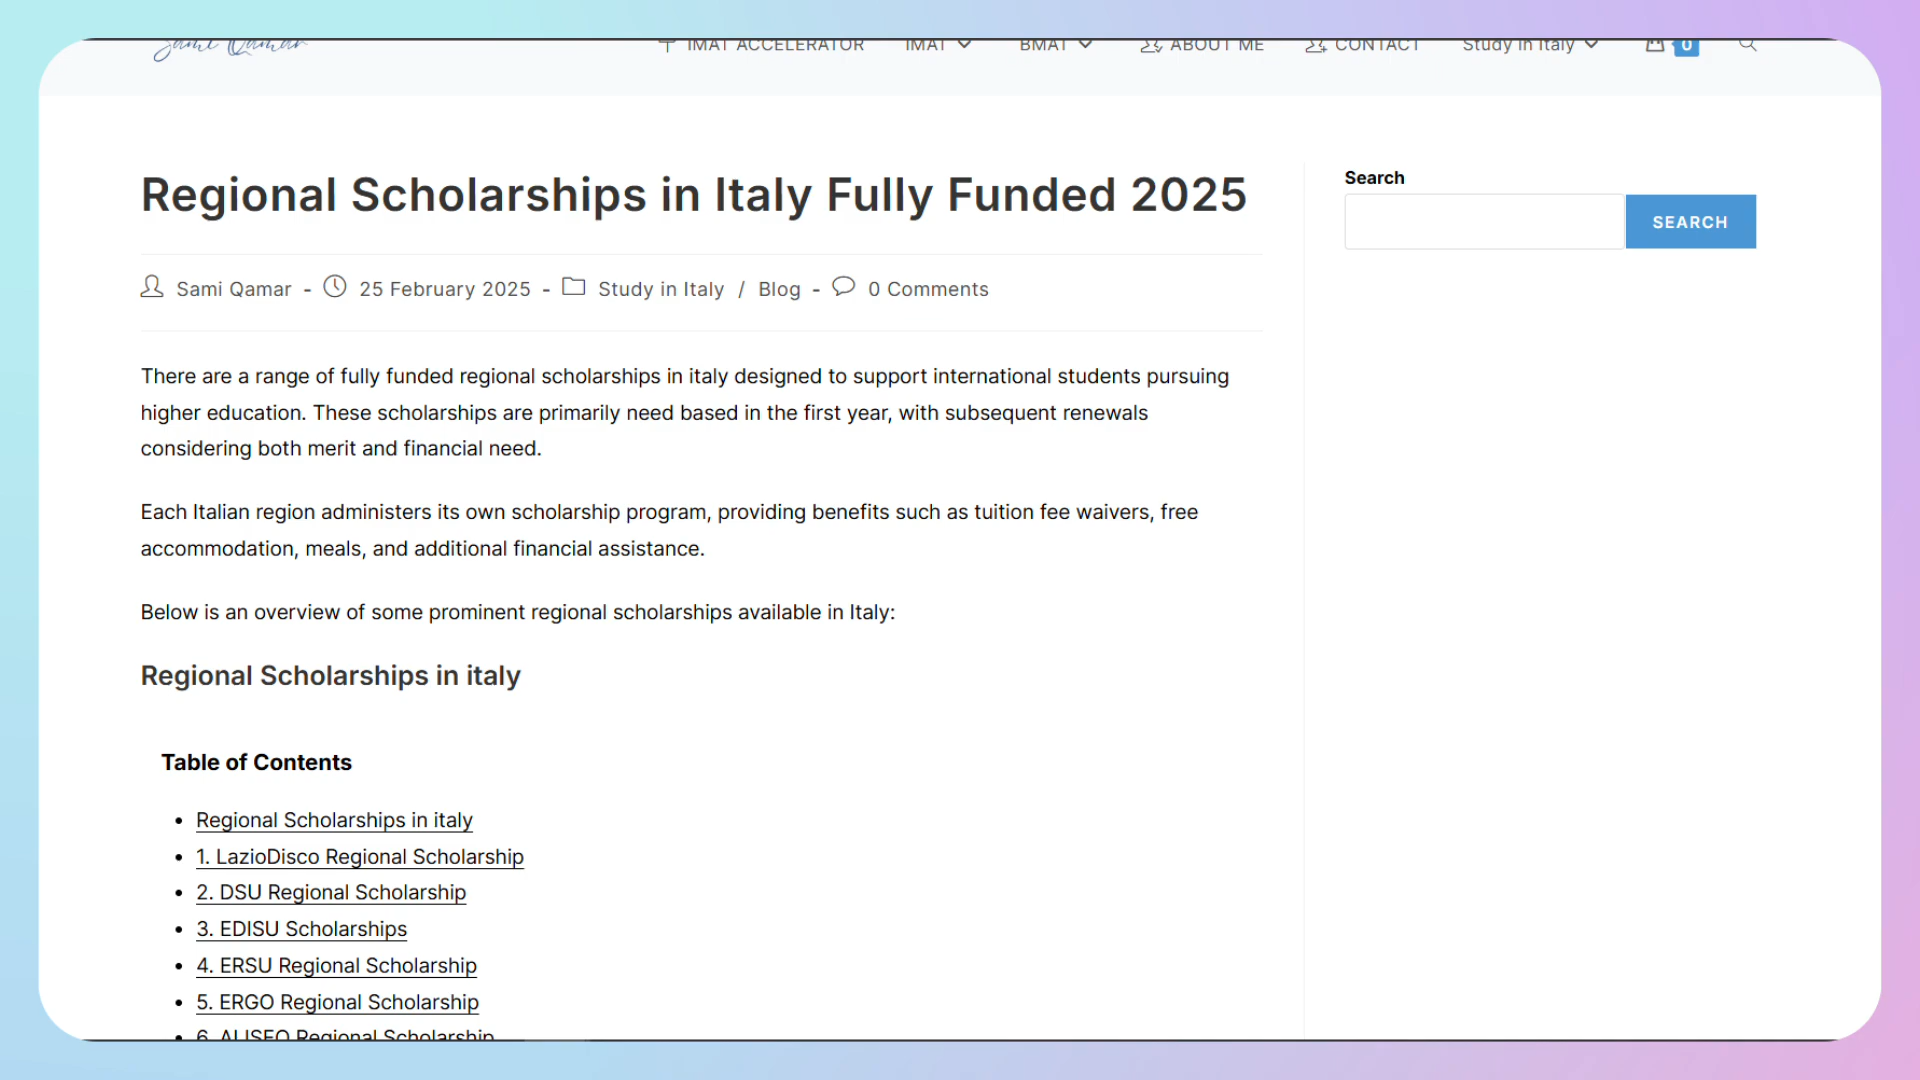 Sami Qamar
IMAT ACCELERATOR IMAT BMAT ABOUT ME CONTACT Study in Italy 0
Regional Scholarships in Italy Fully Funded 2025
Sami Qamar - 25 February 2025 - Study in Italy / Blog - 0 Comments
There are a range of fully funded regional scholarships in italy designed to support international students pursuing
higher education. These scholarships are primarily need based in the first year, with subsequent renewals
considering both merit and financial need.
Each Italian region administers its own scholarship program, providing benefits such as tuition fee waivers, free
accommodation, meals, and additional financial assistance.
Below is an overview of some prominent regional scholarships available in Italy:
Regional Scholarships in italy
Table of Contents
• Regional Scholarships in italy
• 1. LazioDisco Regional Scholarship
• 2. DSU Regional Scholarship
• 3. EDISU Scholarships
• 4. ERSU Regional Scholarship
• 5. ERGO Regional Scholarship
• 6. ALISEO Regional Scholarship
Search
SEARCH